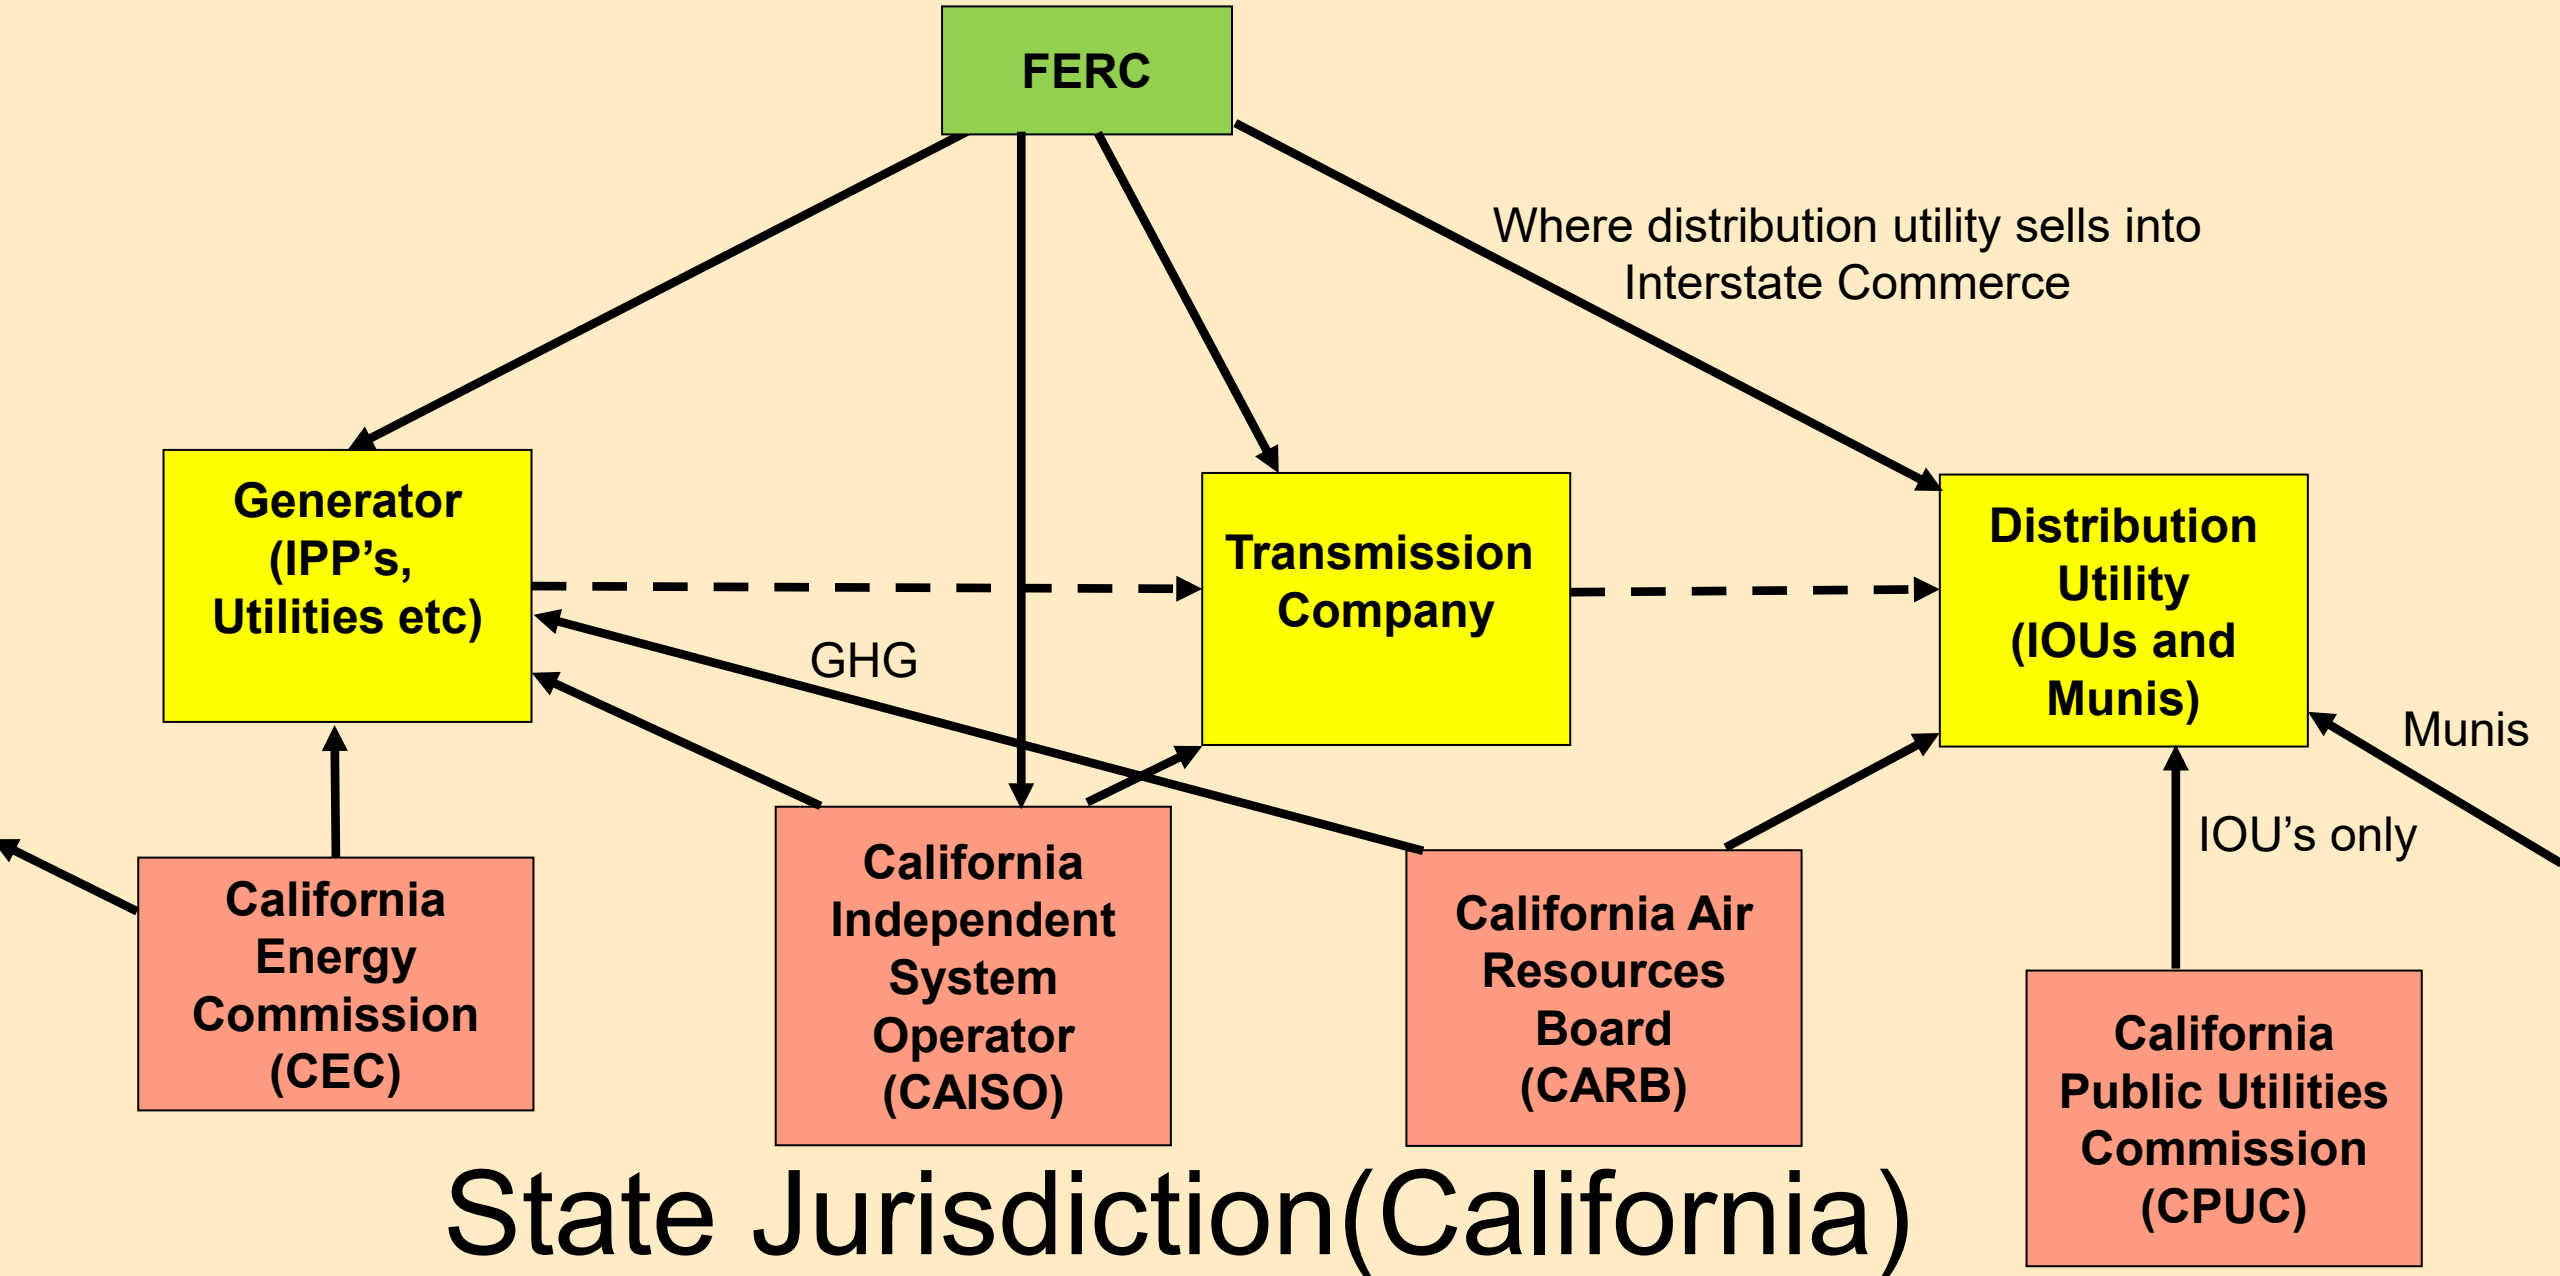 FERC
Where distribution utility sells into
Interstate Commerce
Generator
(IPP’s,
Utilities etc)
Transmission
Company
Distribution
Utility
(IOUs and
Munis)
GHG
Munis
IOU’s only
California
Energy
Commission
(CEC)
California
Independent
System
Operator
(CAISO)
California Air
Resources
Board
(CARB)
California
Public Utilities
Commission
(CPUC)
State Jurisdiction(California)